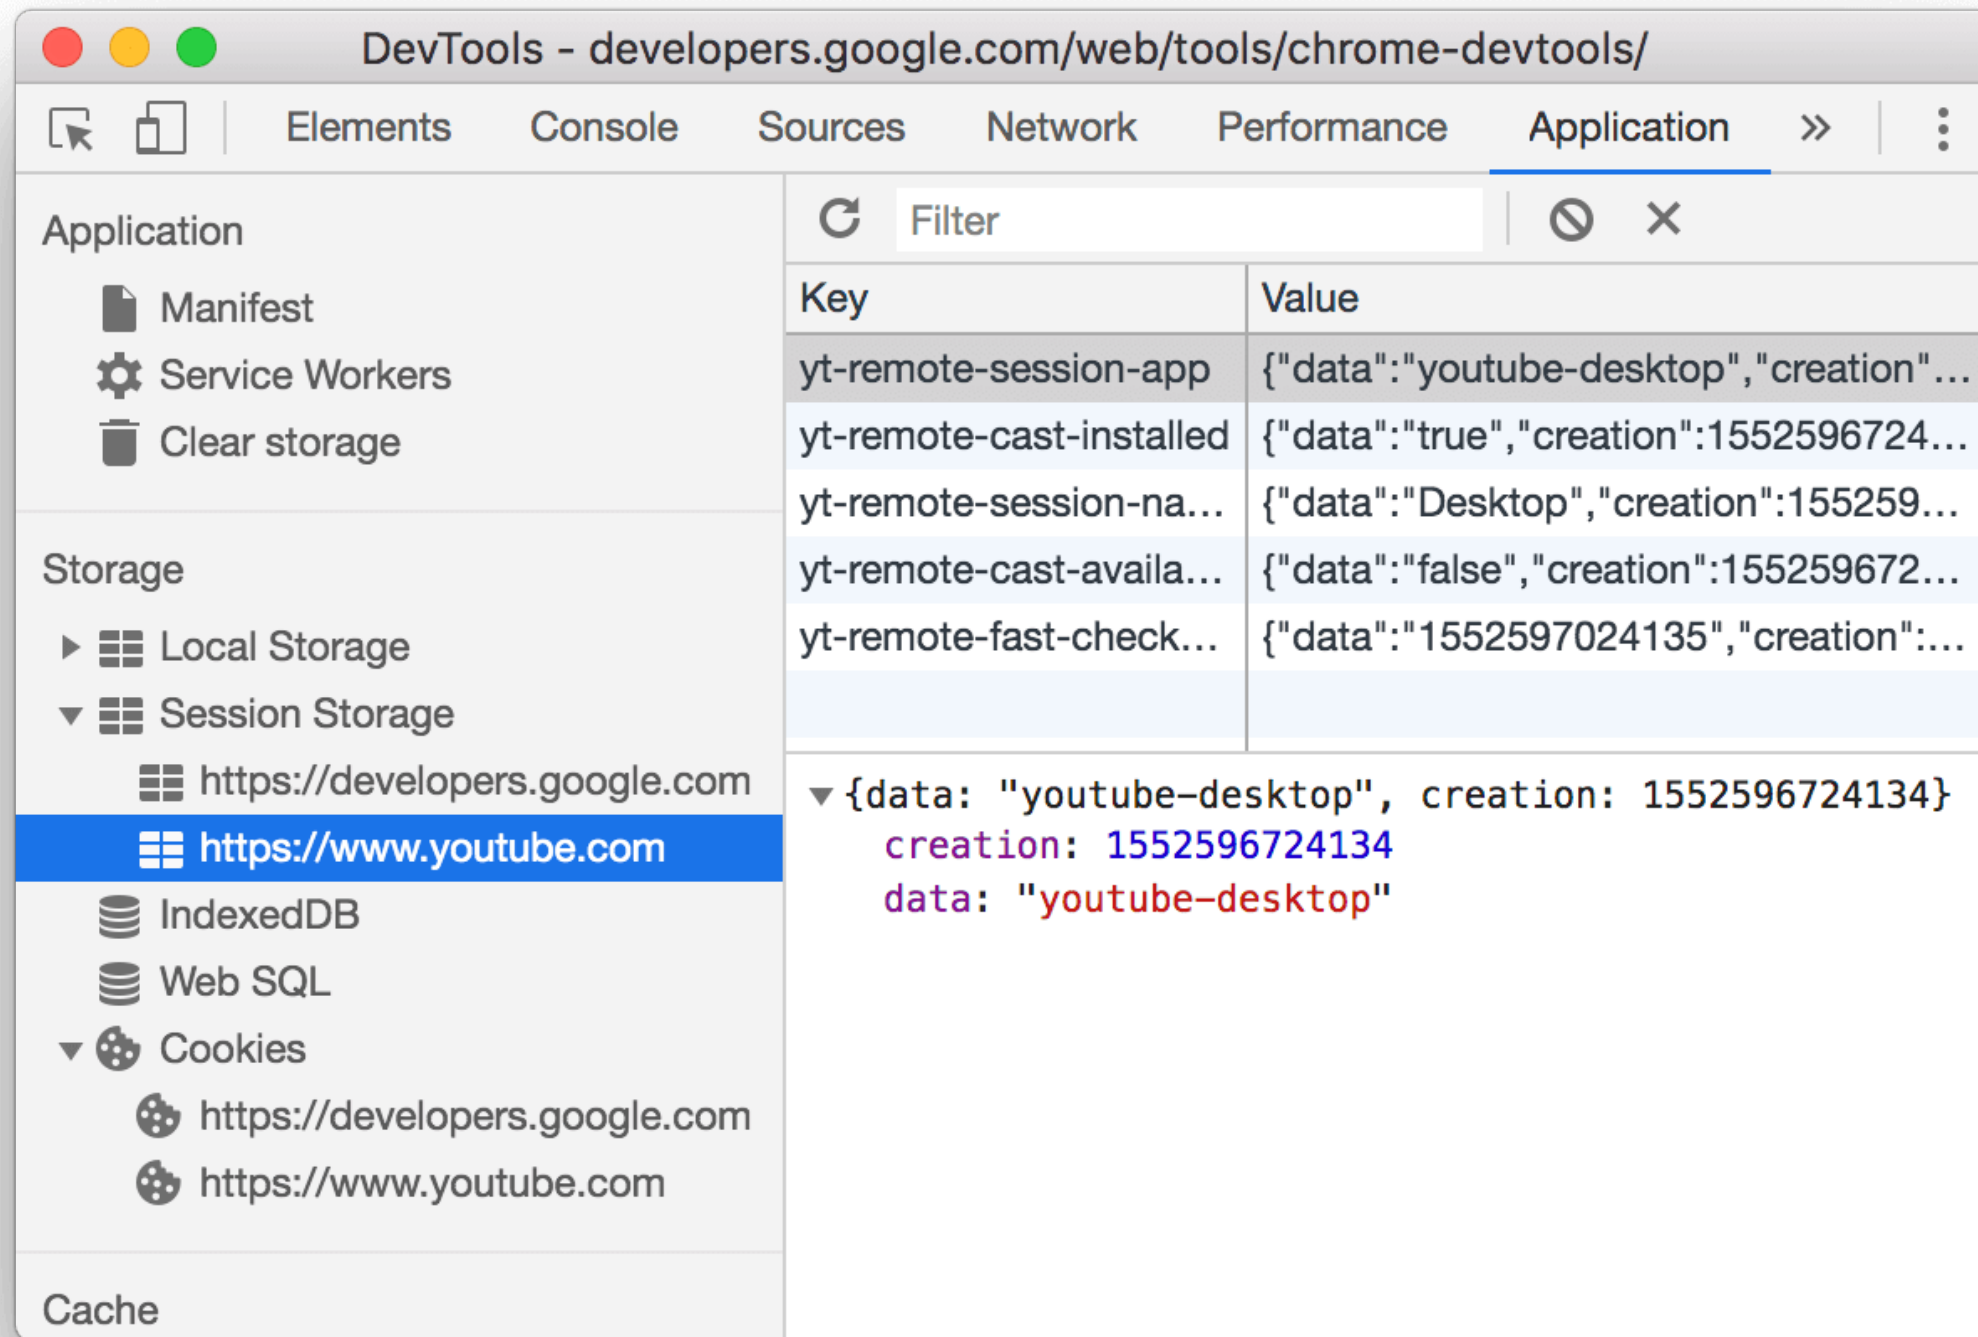 DevTools - developers.google.com/web/tools/chrome-devtools/
Elements Console Sources Network Performance Application »
Application
Manifest
Service Workers
Clear storage
Storage
Local Storage
Session Storage
https://developers.google.com
https://www.youtube.com
IndexedDB
Web SQL
Cookies
https://developers.google.com
https://www.youtube.com
Cache
Filter
Key Value
yt-remote-session-app {"data":"youtube-desktop","creation"...
yt-remote-cast-installed {"data":"true","creation":1552596724...
yt-remote-session-na... {"data":"Desktop","creation":155259...
yt-remote-cast-availa... {"data":"false","creation":155259672...
yt-remote-fast-check... {"data":"1552597024135","creation":...
{data: "youtube-desktop", creation: 1552596724134}
creation: 1552596724134
data: "youtube-desktop"